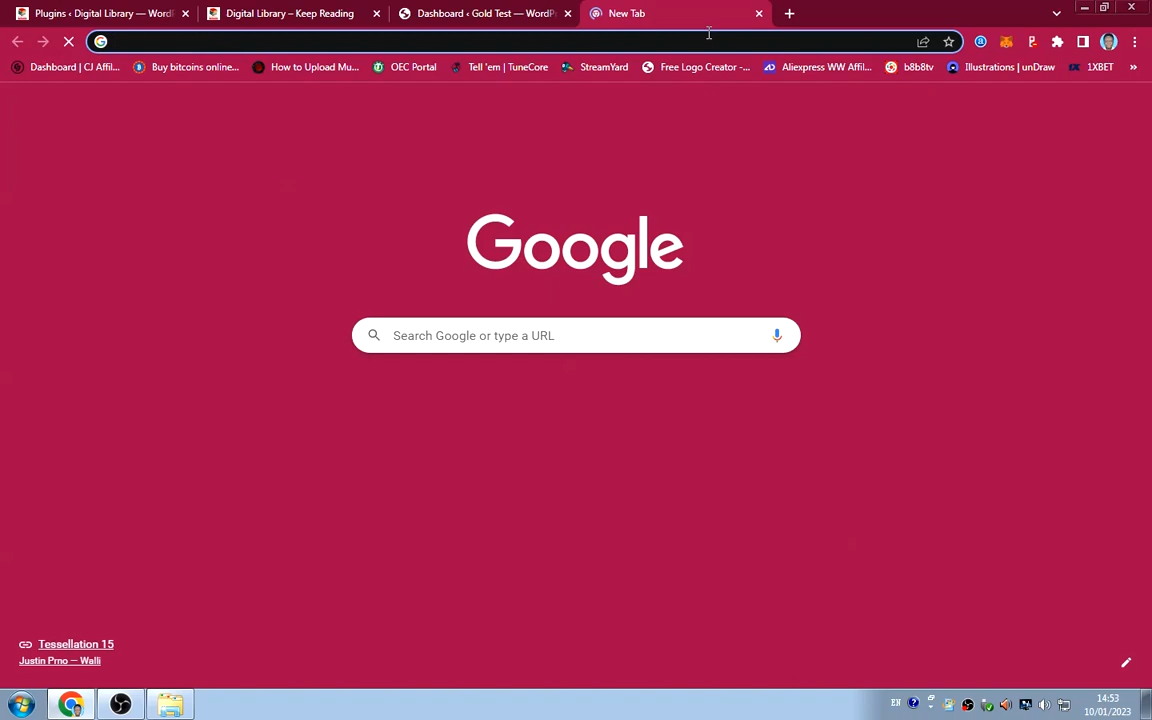 Plugins ‹ Digital Library — WordP
Digital Library – Keep Reading
Dashboard ‹ Gold Test — WordPr
New Tab
Dashboard | CJ Affil...
Buy bitcoins online...
How to Upload Mu...
OEC Portal
Tell 'em | TuneCore
StreamYard
Free Logo Creator -...
Aliexpress WW Affil...
b8b8tv
Illustrations | unDraw
1XBET
»
Google
Search Google or type a URL
Tessellation 15
Justin Prno — Walli
EN
14:53
10/01/2023